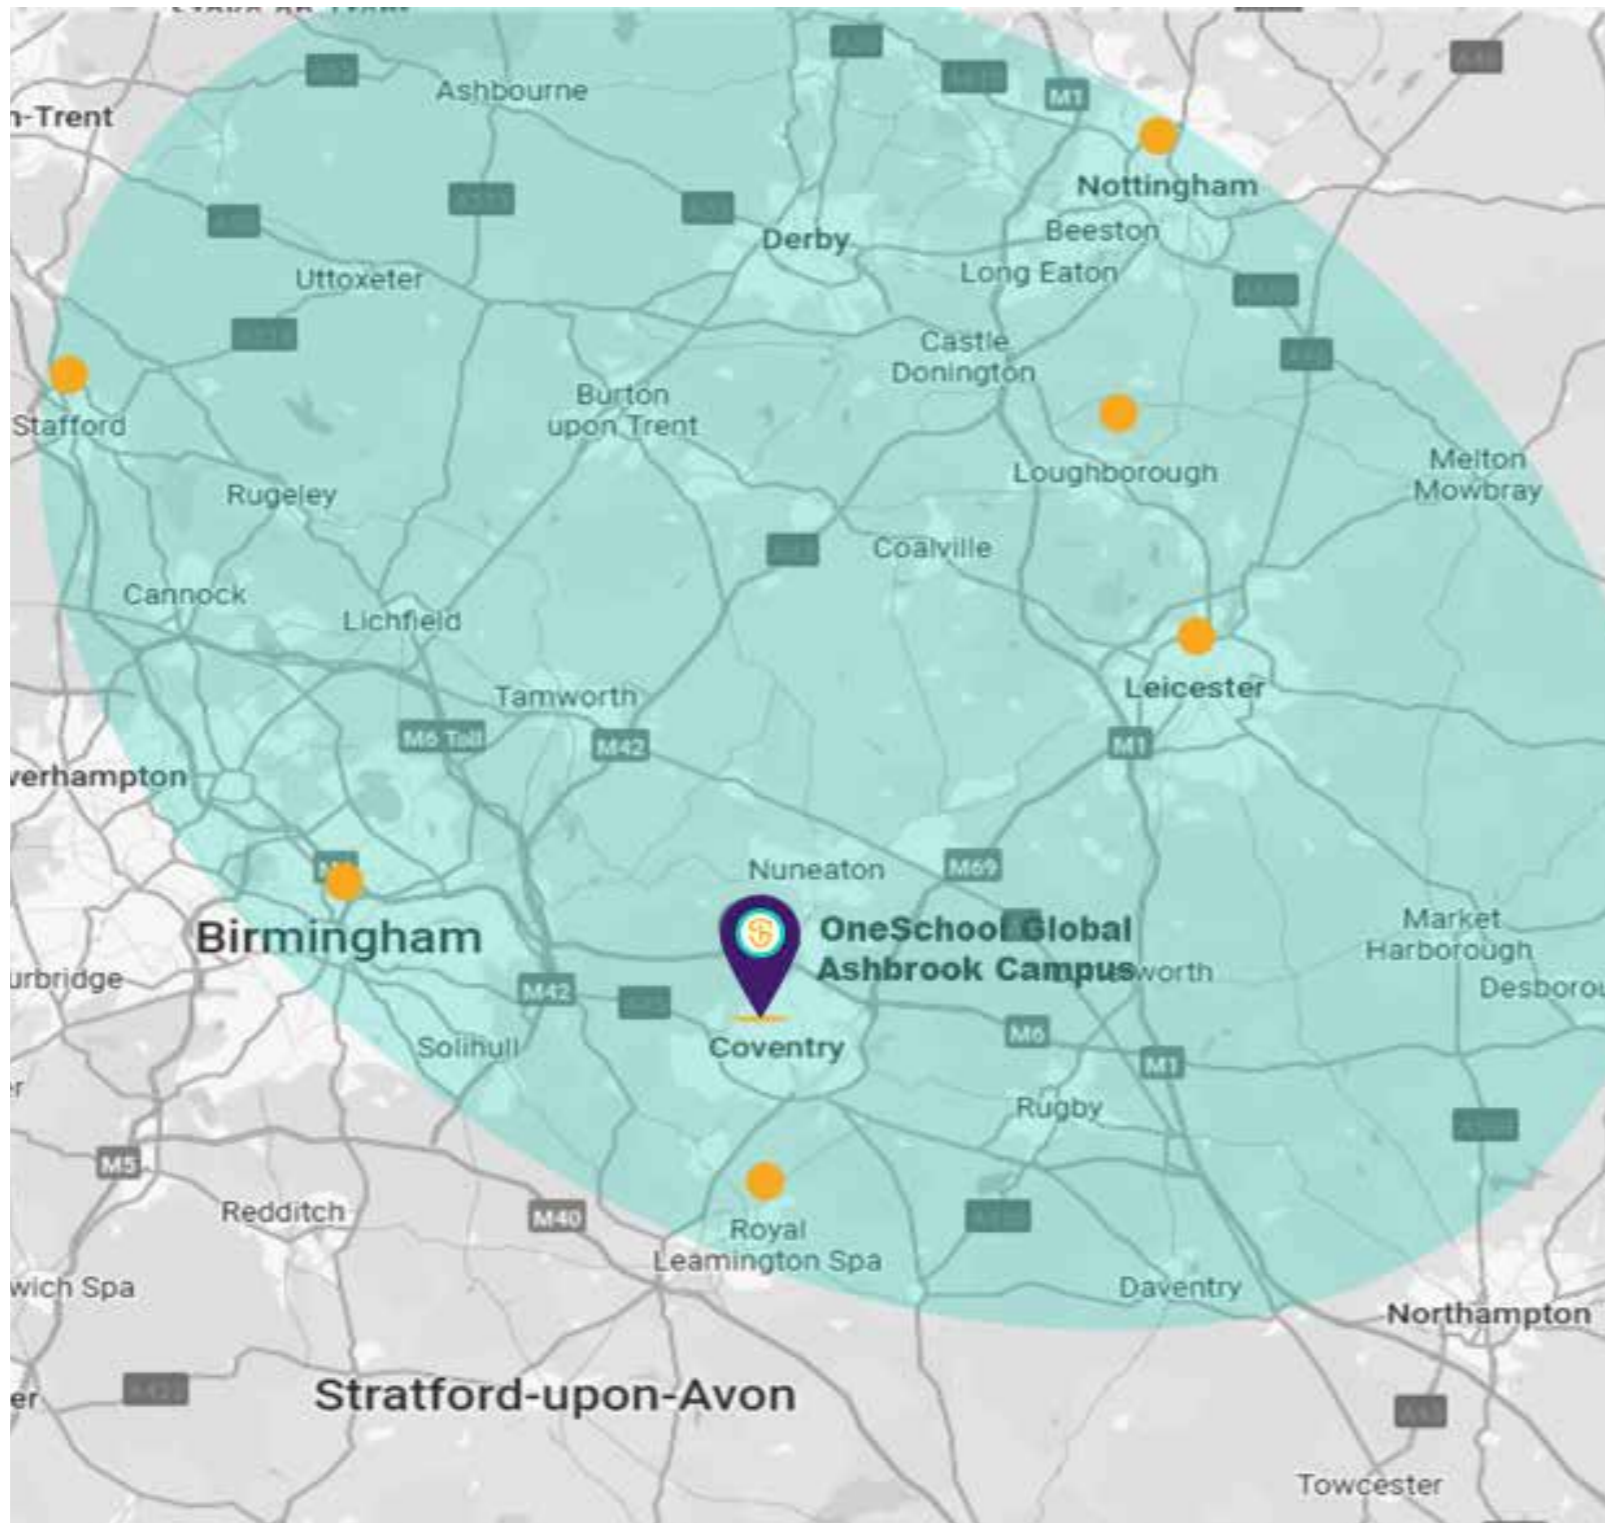 Ashbourne
n-Trent
M1
Nottingham
Derby
Beeston
Long Eaton
Uttoxeter
Castle
Donington
Burton
upon Trent
Stafford
Loughborough
Melton
Mowbray
Rugeley
Coalville
Cannock
Lichfield
Leicester
Tamworth
M6 Toll
M42
M1
verhampton
Nuneaton
M69
Birmingham
OneSchool Global
Ashbrook Campus
Market
Harborough
urbridge
M42
worth
Desborou
Solihull
Coventry
M6
M1
r
Rugby
M5
Redditch
M40
Royal
Leamington Spa
wich Spa
Daventry
Northampton
er
Stratford-upon-Avon
Towcester